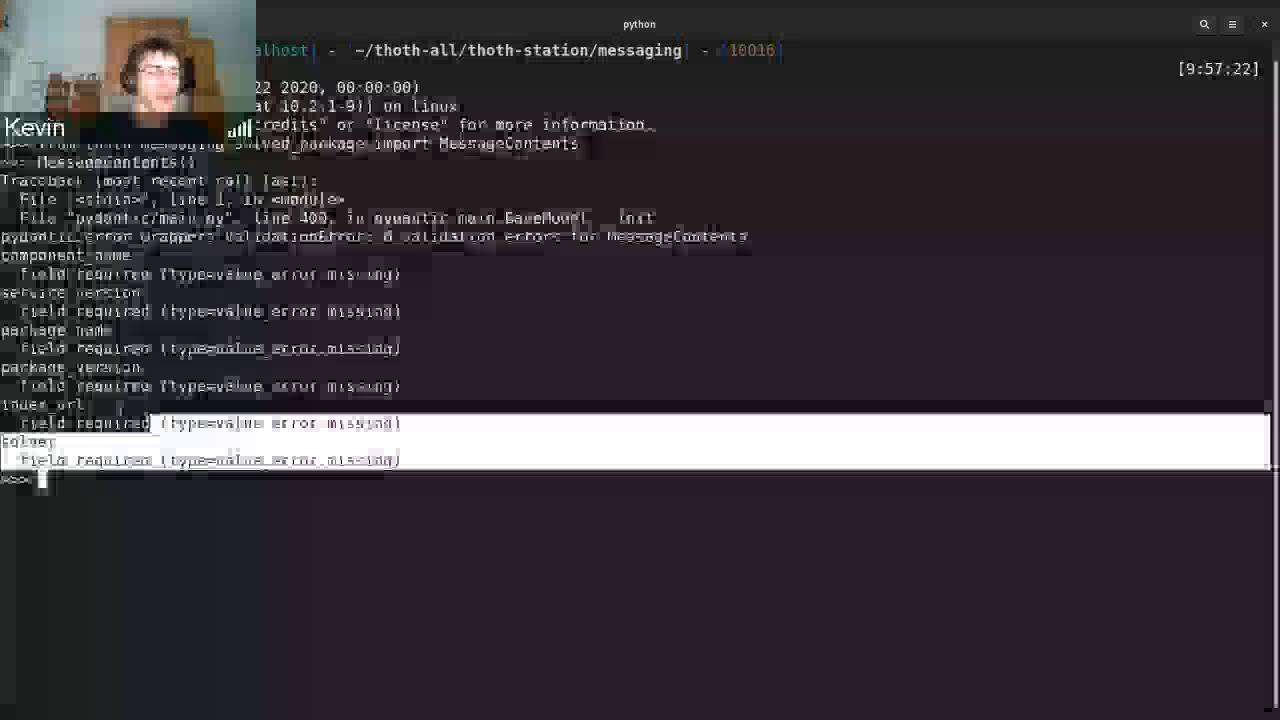 python
alhost| - ~/thoth-all/thoth-station/messaging| - 10016|
[9:57:22]
22 2020, 00:00:00)
at 10.2.1-9)] on linux
Kevin
credits" or "license" for more information.
>>> from thoth messaging solved_package import MessageContents
>>> MessageContents()
Traceback (most recent call last):
File "<stdin>", line 1, in <module>
File "pydantic/main.py", line 400, in pydantic main BaseModel __init__
pydantic error_wrappers ValidationError: 6 validation errors for MessageContents
component_name
field required (type=value_error missing)
service_version
field required (type=value_error missing)
package_name
field required (type=value_error.missing)
package_version
field required (type=value_error missing)
index_url
field required (type=value_error missing)
solver
field required (type=value_error.missing)
>>>